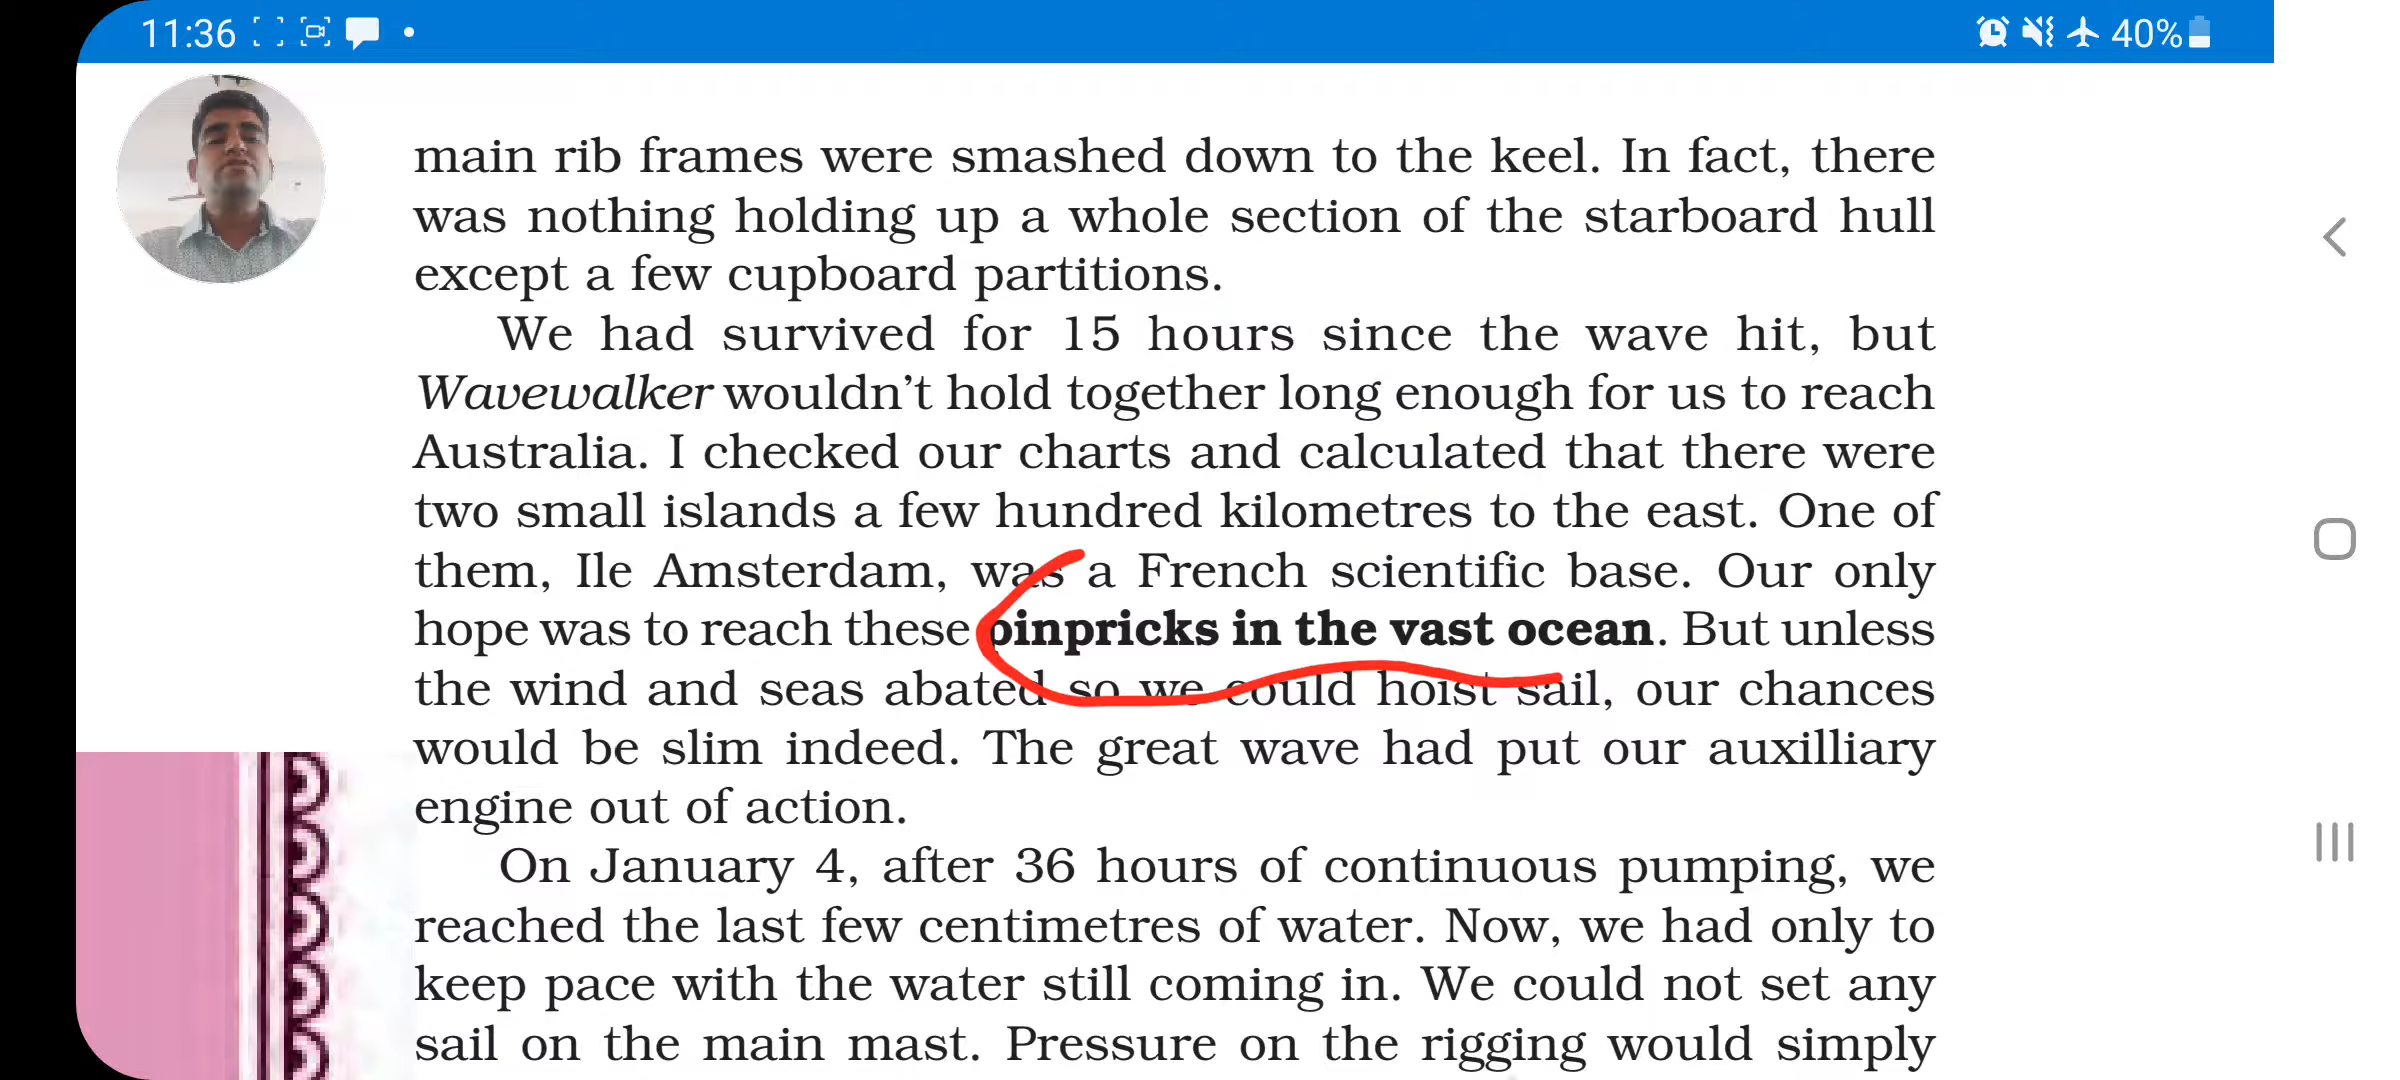 11:36
40%
main rib frames were smashed down to the keel. In fact, there
was nothing holding up a whole section of the starboard hull
except a few cupboard partitions.
We had survived for 15 hours since the wave hit, but
Wavewalker wouldn’t hold together long enough for us to reach
Australia. I checked our charts and calculated that there were
two small islands a few hundred kilometres to the east. One of
them, Ile Amsterdam, was a French scientific base. Our only
hope was to reach these pinpricks in the vast ocean. But unless
the wind and seas abated so we could hoist sail, our chances
would be slim indeed. The great wave had put our auxilliary
engine out of action.
On January 4, after 36 hours of continuous pumping, we
reached the last few centimetres of water. Now, we had only to
keep pace with the water still coming in. We could not set any
sail on the main mast. Pressure on the rigging would simply